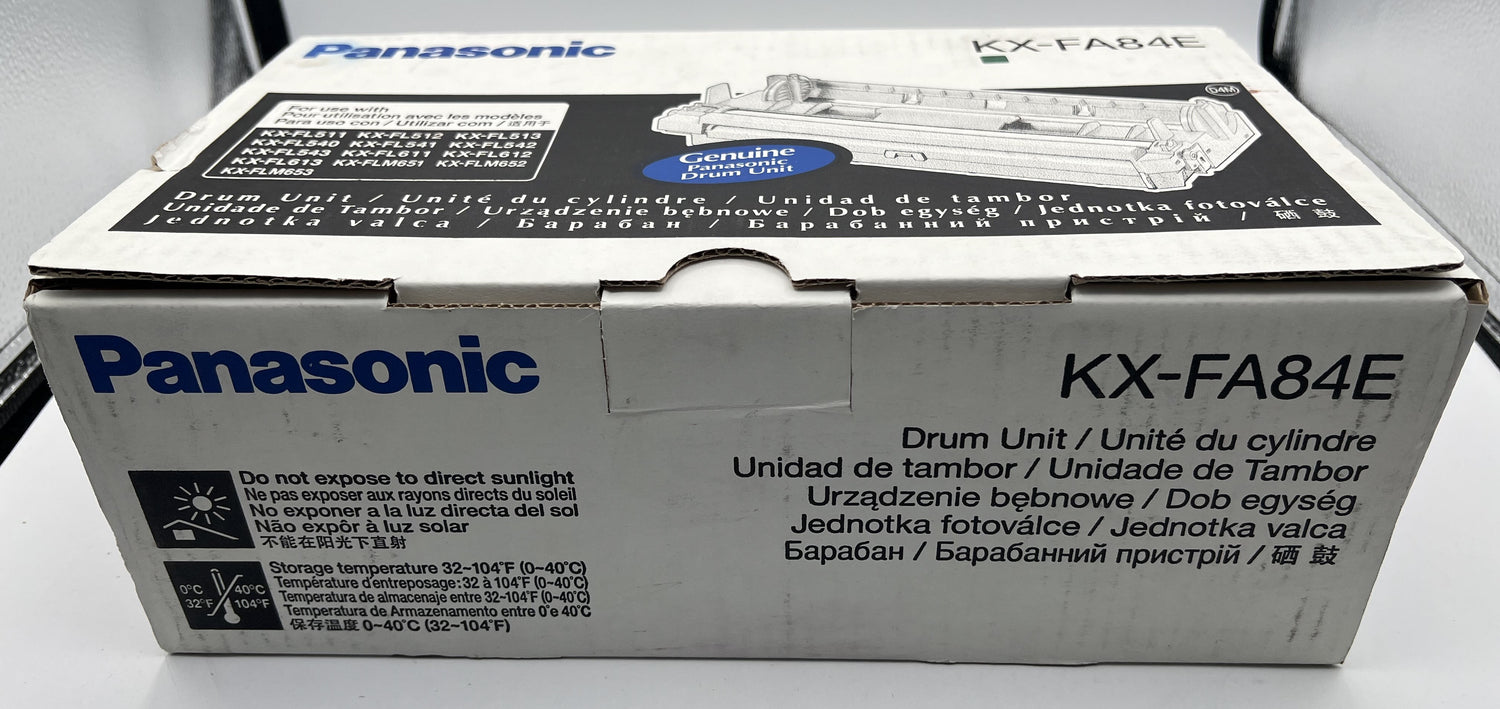 Panasonic
KX-FA84E
For use with
Pour utilisation avec les modèles
Para uso con / Utilizar com / 适用于
KX-FL511 KX-FL512 KX-FL513
KX-FL540 KX-FL541 KX-FL542
KX-FL543 KX-FL611 KX-FL612
KX-FL613 KX-FLM651 KX-FLM652
KX-FLM653
D4M
Genuine
Panasonic
Drum Unit
Drum Unit / Unité du cylindre / Unidad de tambor
Unidade de Tambor / Urządzenie bębnowe / Dob egység / Jednotka fotoválce
Jednotka valca / Барабан / Барабанний пристрій / 硒 鼓
Panasonic
KX-FA84E
Drum Unit / Unité du cylindre
Unidad de tambor / Unidade de Tambor
Urządzenie bębnowe / Dob egység
Jednotka fotoválce / Jednotka valca
Барабан / Барабанний пристрій / 硒 鼓
Do not expose to direct sunlight
Ne pas exposer aux rayons directs du soleil
No exponer a la luz directa del sol
Não expôr à luz solar
不能在阳光下直射
0°C 40°C
32°F 104°F
Storage temperature 32~104°F (0~40°C)
Température d'entreposage:32 à 104°F (0~40°C)
Temperatura de almacenaje entre 32~104°F (0~40°C)
Temperatura de Armazenamento entre 0°e 40°C
保存温度 0~40°C (32~104°F)